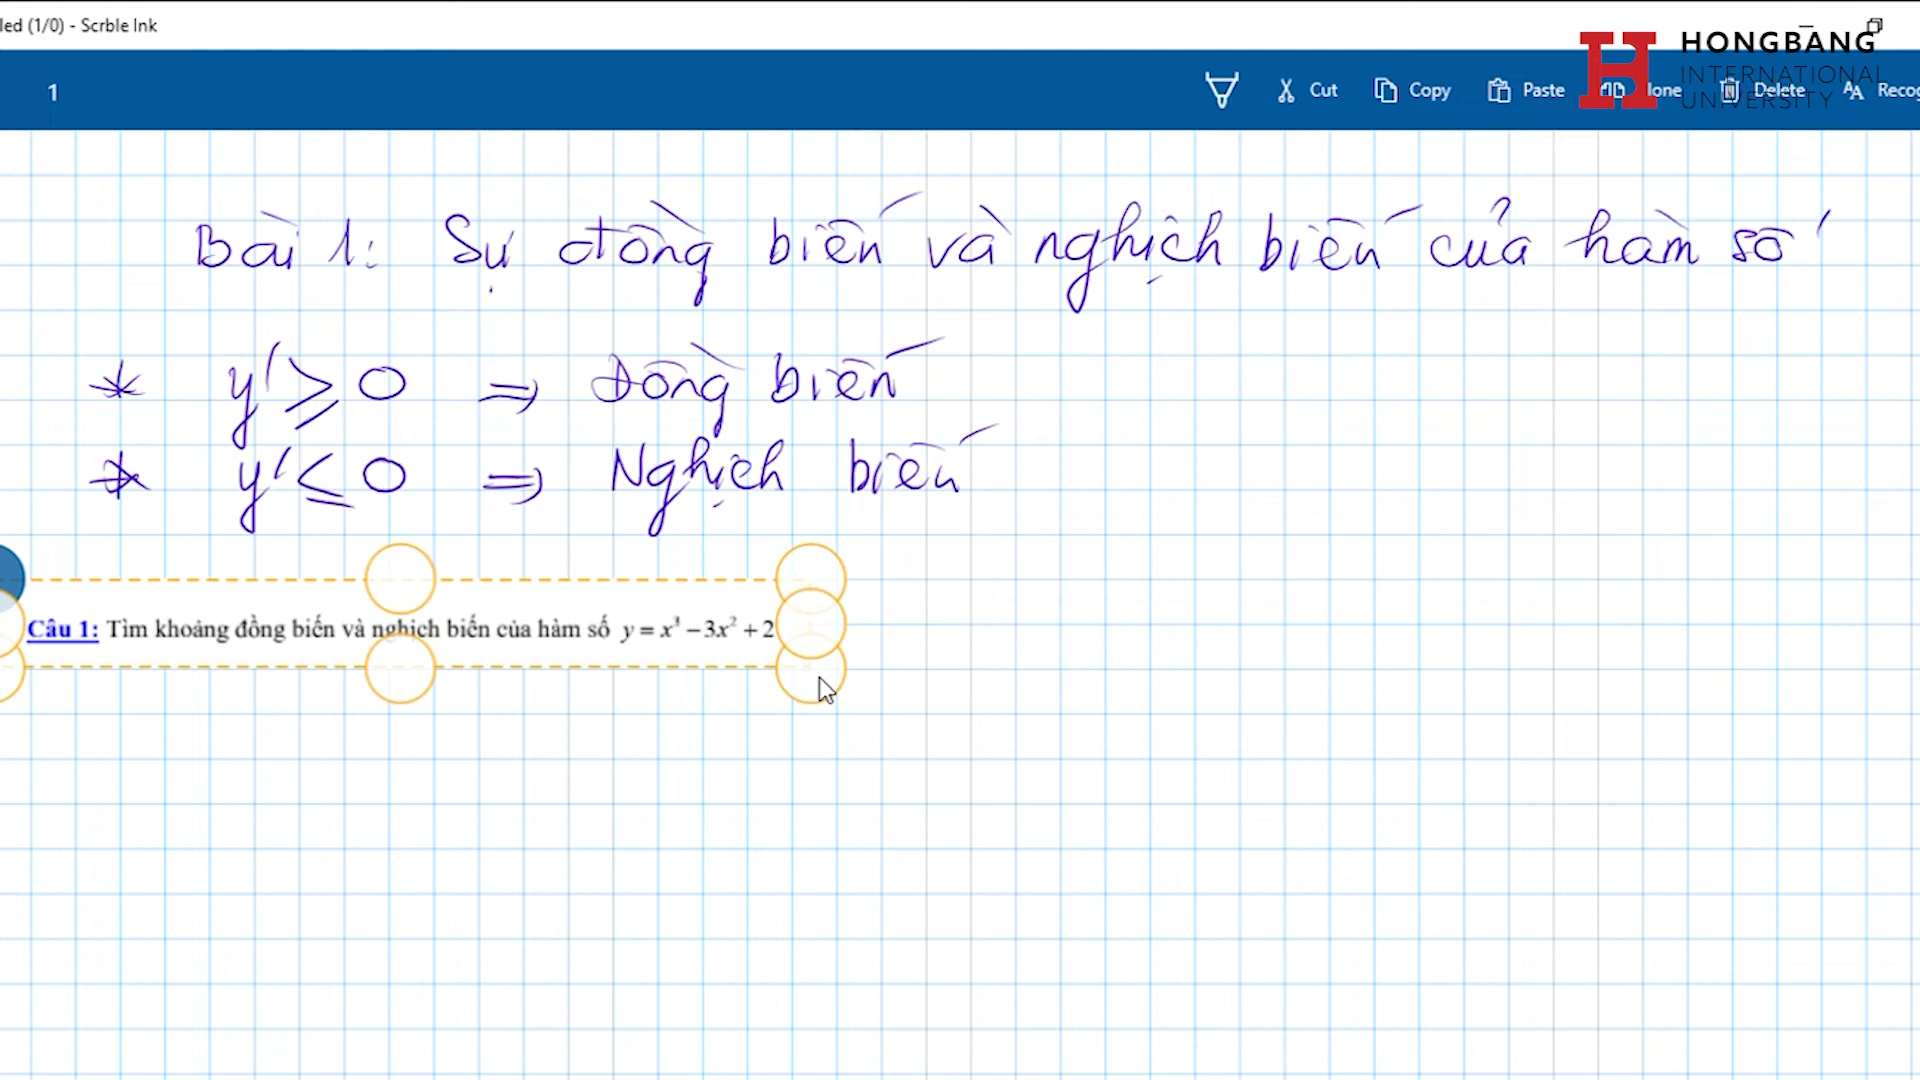 led (1/0) - Scrble Ink
HONGBANG
INTERNATIONAL
UNIVERSITY
1
Cut
Copy
Paste
lone
Delete
Recog
Bài 1: Sự đồng biến và nghịch biến của hàm số
* y' ≥ 0 => Đồng biến
* y' ≤ 0 => Nghịch biến
Câu 1: Tìm khoảng đồng biến và nghịch biến của hàm số y = x³ − 3x² + 2